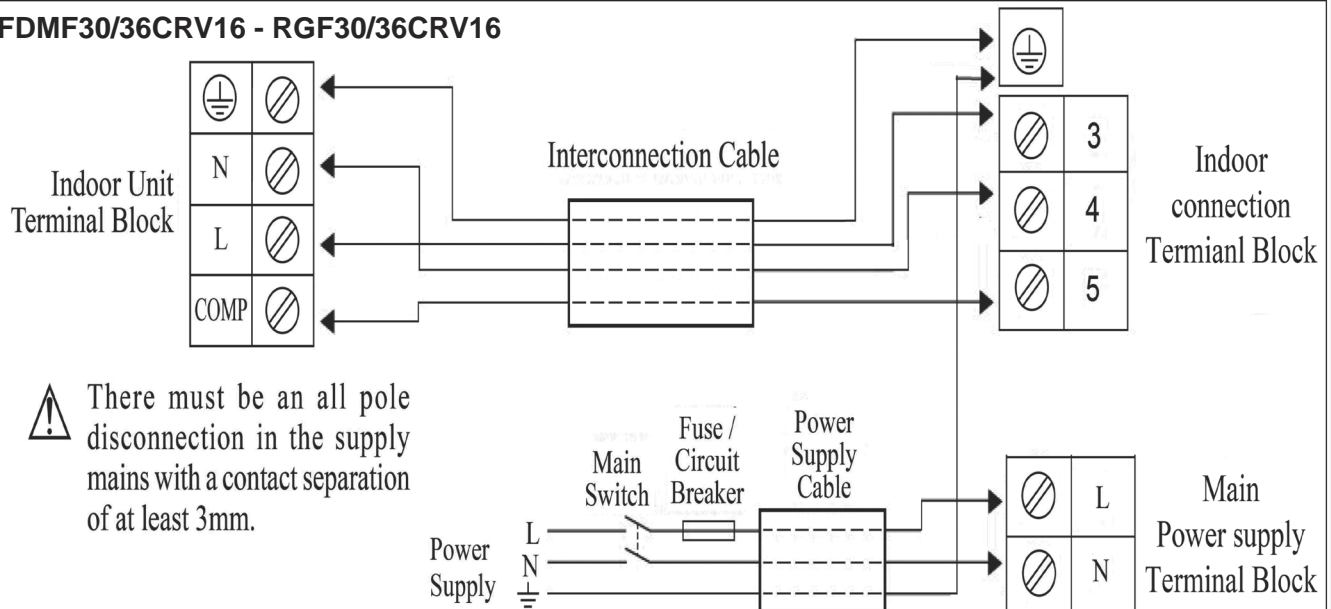 FDMF30/36CRV16 - RGF30/36CRV16
Indoor Unit
Terminal Block
N
L
COMP
Interconnection Cable
3
4
5
Indoor
connection
Termianl Block
There must be an all pole
disconnection in the supply
mains with a contact separation
of at least 3mm.
Power
Supply
L
N
Main
Switch
Fuse /
Circuit
Breaker
Power
Supply
Cable
L
N
Main
Power supply
Terminal Block